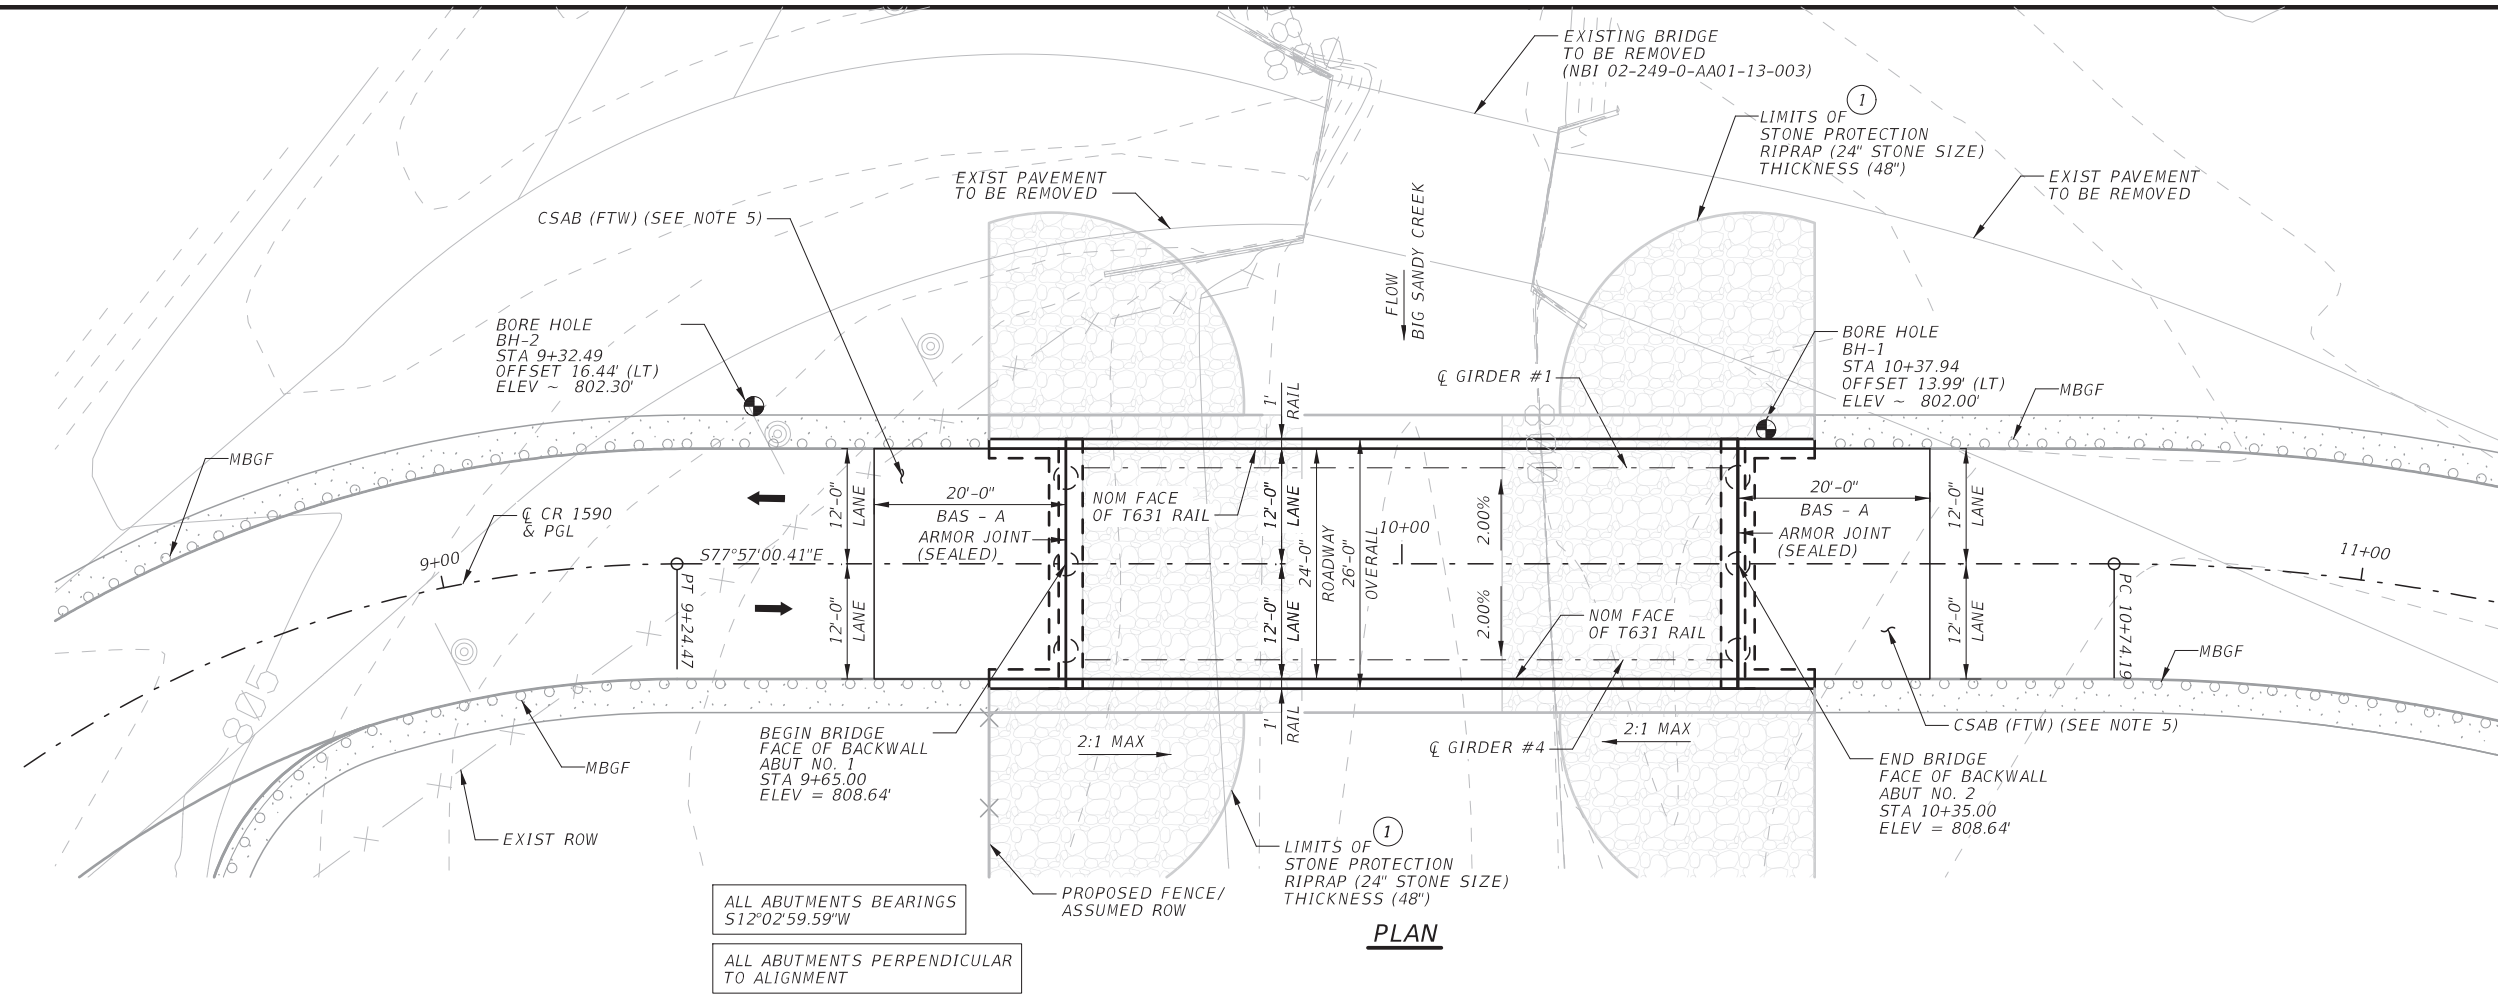 EXISTING BRIDGE
TO BE REMOVED
(NBI 02-249-0-AA01-13-003)
1
LIMITS OF
STONE PROTECTION
RIPRAP (24" STONE SIZE)
THICKNESS (48")
EXIST PAVEMENT
TO BE REMOVED
EXIST PAVEMENT
TO BE REMOVED
CSAB (FTW) (SEE NOTE 5)
FLOW
BIG SANDY CREEK
BORE HOLE
BH-2
STA 9+32.49
OFFSET 16.44' (LT)
ELEV ~ 802.30'
BORE HOLE
BH-1
STA 10+37.94
OFFSET 13.99' (LT)
ELEV ~ 802.00'
℄ GIRDER #1
MBGF
1'
RAIL
MBGF
12'-0"
LANE
20'-0"
BAS - A
ARMOR JOINT
(SEALED)
NOM FACE
OF T631 RAIL
12'-0"
LANE
24'-0"
ROADWAY
26'-0"
OVERALL
10+00
2.00%
20'-0"
BAS - A
ARMOR JOINT
(SEALED)
12'-0"
LANE
℄ CR 1590
& PGL
9+00
S77°57'00.41"E
11+00
PT 9+24.47
12'-0"
LANE
12'-0"
LANE
2.00%
NOM FACE
OF T631 RAIL
12'-0"
LANE
PC 10+74.19
MBGF
BEGIN BRIDGE
FACE OF BACKWALL
ABUT NO. 1
STA 9+65.00
ELEV = 808.64'
2:1 MAX
1'
RAIL
℄ GIRDER #4
2:1 MAX
CSAB (FTW) (SEE NOTE 5)
MBGF
END BRIDGE
FACE OF BACKWALL
ABUT NO. 2
STA 10+35.00
ELEV = 808.64'
EXIST ROW
1
LIMITS OF
STONE PROTECTION
RIPRAP (24" STONE SIZE)
THICKNESS (48")
PROPOSED FENCE/
ASSUMED ROW
ALL ABUTMENTS BEARINGS
S12°02'59.59"W
PLAN
ALL ABUTMENTS PERPENDICULAR
TO ALIGNMENT